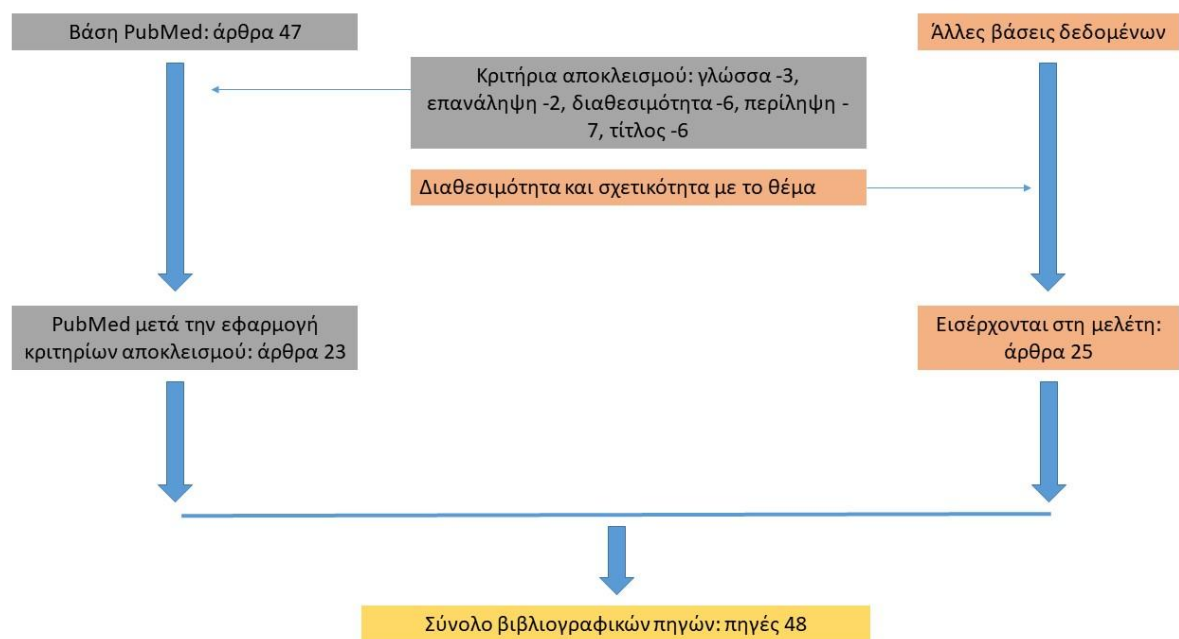 Βάση PubMed: άρθρα 47
Άλλες βάσεις δεδομένων
Κριτήρια αποκλεισμού: γλώσσα -3,
επανάληψη -2, διαθεσιμότητα -6, περίληψη -
7, τίτλος -6
Διαθεσιμότητα και σχετικότητα με το θέμα
PubMed μετά την εφαρμογή
κριτηρίων αποκλεισμού: άρθρα 23
Εισέρχονται στη μελέτη:
άρθρα 25
Σύνολο βιβλιογραφικών πηγών: πηγές 48